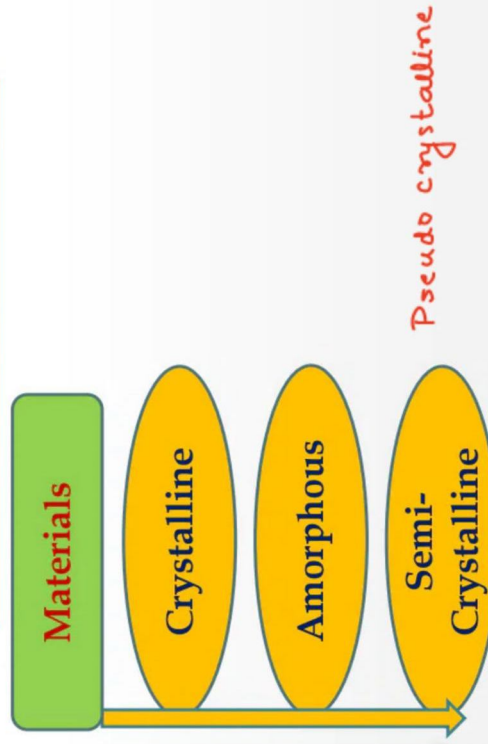 Materials
Crystalline
Amorphous
Semi-
Crystalline
Pseudo crystalline